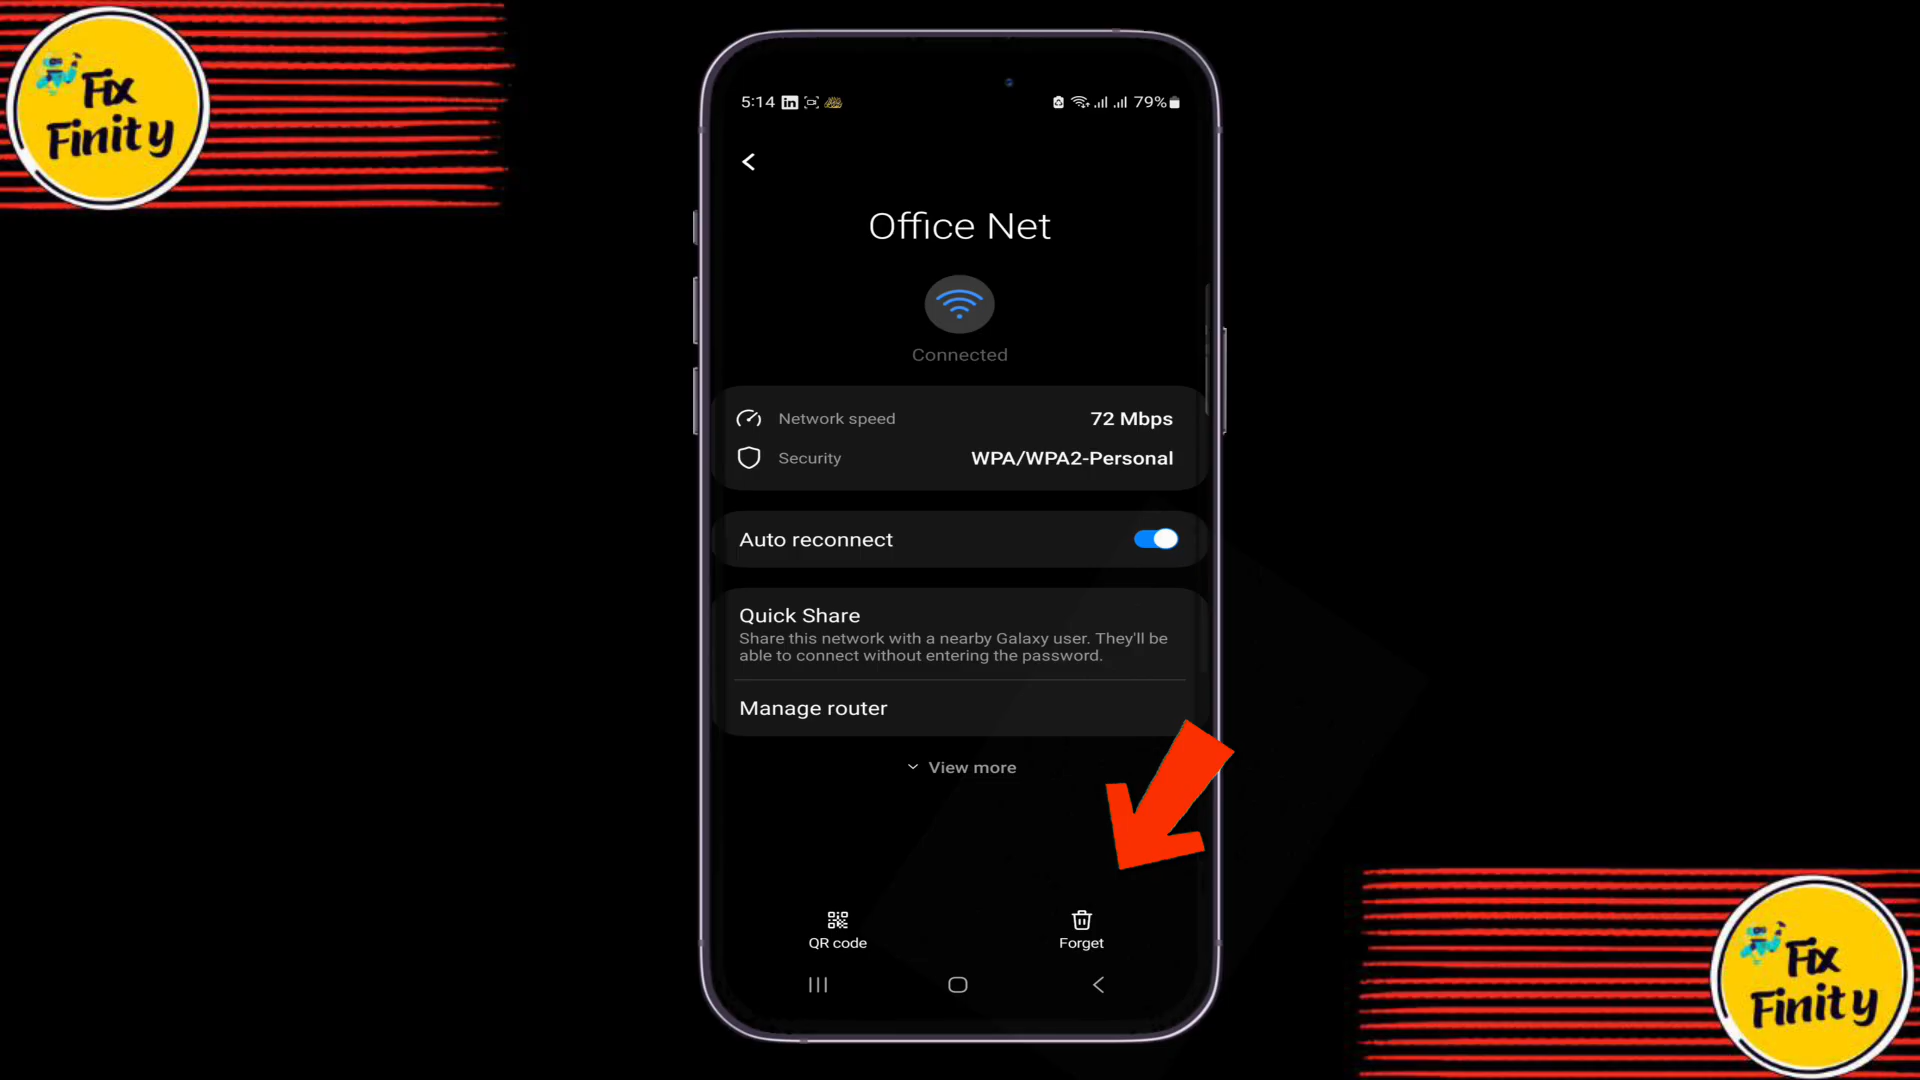 Fix
Finity
5:14
in
79%
Office Net
Connected
Network speed
72 Mbps
Security
WPA/WPA2-Personal
Auto reconnect
Quick Share
Share this network with a nearby Galaxy user. They'll be
able to connect without entering the password.
Manage router
View more
QR code
Forget
Fix
Finity